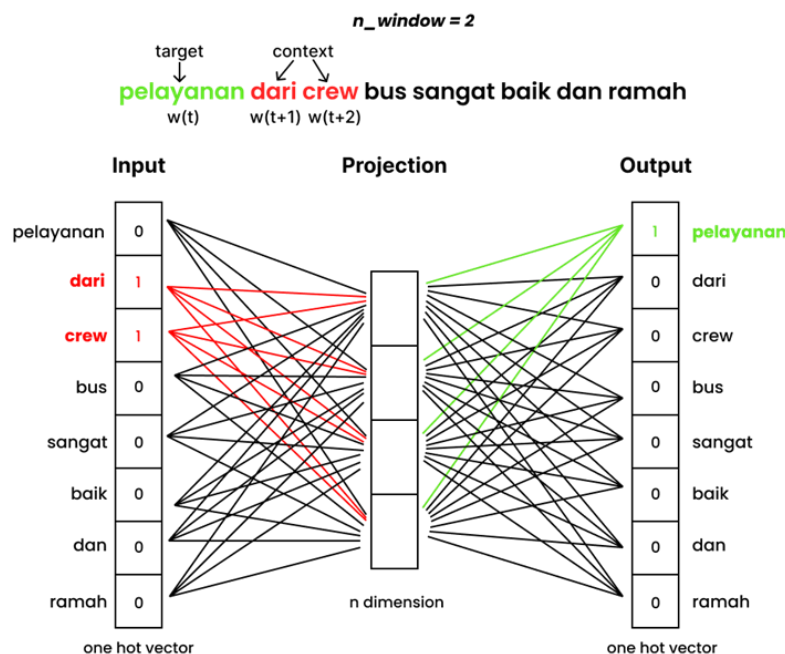 n_window = 2
target context
pelayanan dari crew bus sangat baik dan ramah
w(t) w(t+1) w(t+2)
Input Projection Output
pelayanan 0 1 pelayanan
dari 1 0 dari
crew 1 0 crew
bus 0 0 bus
sangat 0 0 sangat
baik 0 0 baik
dan 0 0 dan
ramah 0 n dimension 0 ramah
one hot vector one hot vector